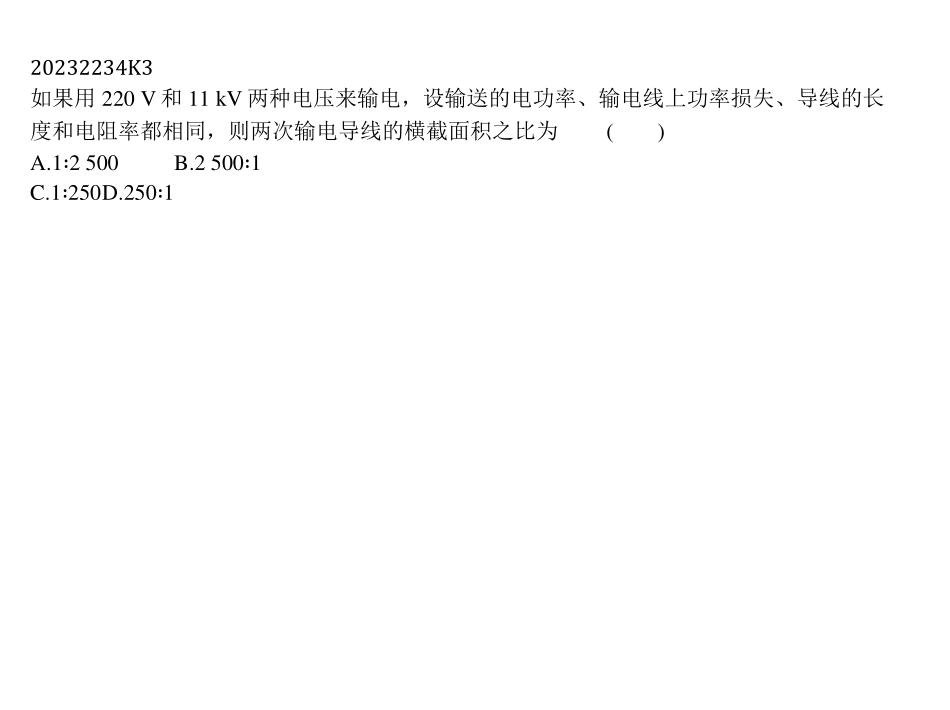 20232234K3
如果用 220 V 和 11 kV 两种电压来输电，设输送的电功率、输电线上功率损失、导线的长
度和电阻率都相同，则两次输电导线的横截面积之比为　　(　　)
A.1∶2 500　　B.2 500∶1
C.1∶250D.250∶1